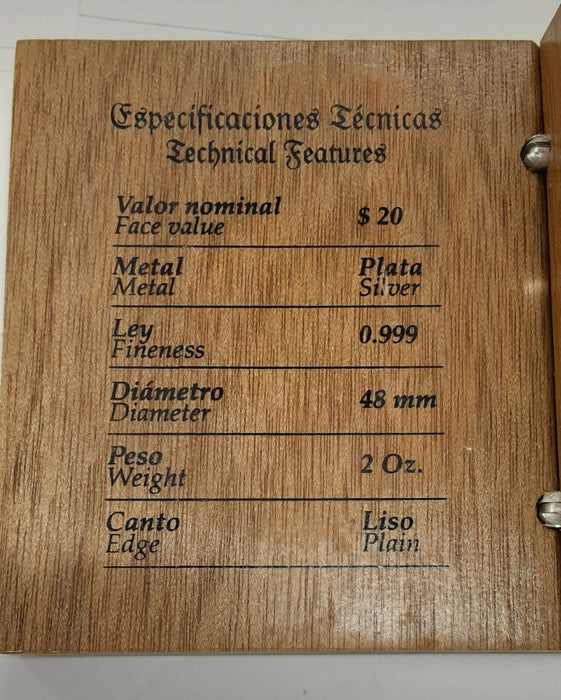 Especificaciones Técnicas
Technical Features
Valor nominal
Face value
$ 20
Metal
Metal
Plata
Silver
Ley
Fineness
0.999
Diámetro
Diameter
48 mm
Peso
Weight
2 Oz.
Canto
Edge
Liso
Plain